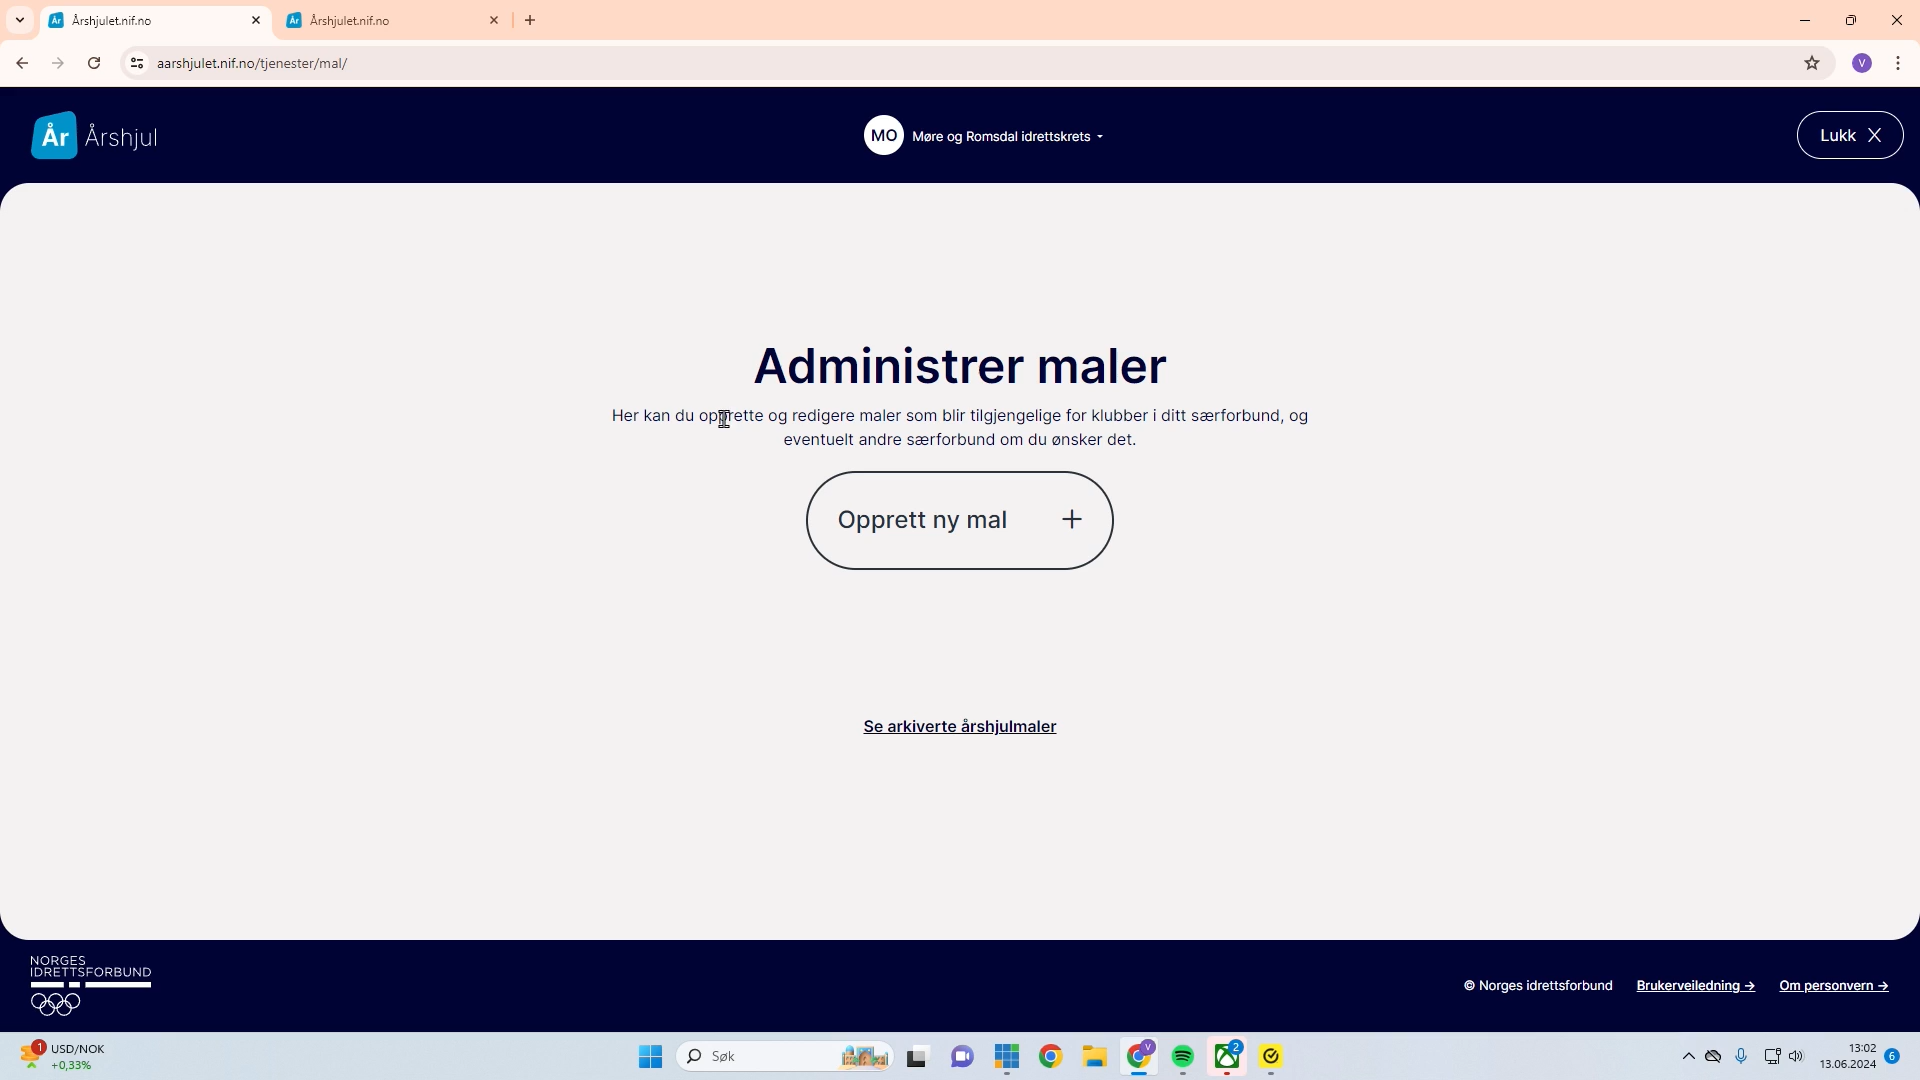 Årshjulet.nif.no
Årshjulet.nif.no
aarshjulet.nif.no/tjenester/mal/
V
År Årshjul
MO Møre og Romsdal idrettskrets
Lukk X
Administrer maler
Her kan du opprette og redigere maler som blir tilgjengelige for klubber i ditt særforbund, og
eventuelt andre særforbund om du ønsker det.
Opprett ny mal +
Se arkiverte årshjulmaler
NORGES
IDRETTSFORBUND
© Norges idrettsforbund Brukerveiledning → Om personvern →
1 USD/NOK
+0,33%
Søk
V
2
13:02
13.06.2024
6